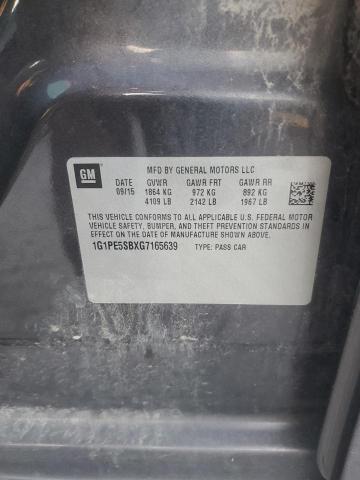 GM
MFD BY GENERAL MOTORS LLC
DATE GVWR GAWR FRT GAWR RR
09/15 1864 KG 972 KG 892 KG
4109 LB 2142 LB 1967 LB
THIS VEHICLE CONFORMS TO ALL APPLICABLE U.S. FEDERAL MOTOR
VEHICLE SAFETY, BUMPER, AND THEFT PREVENTION STANDARDS IN
EFFECT ON THE DATE OF MANUFACTURE SHOWN ABOVE.
1G1PE5SBXG7165639 TYPE: PASS CAR